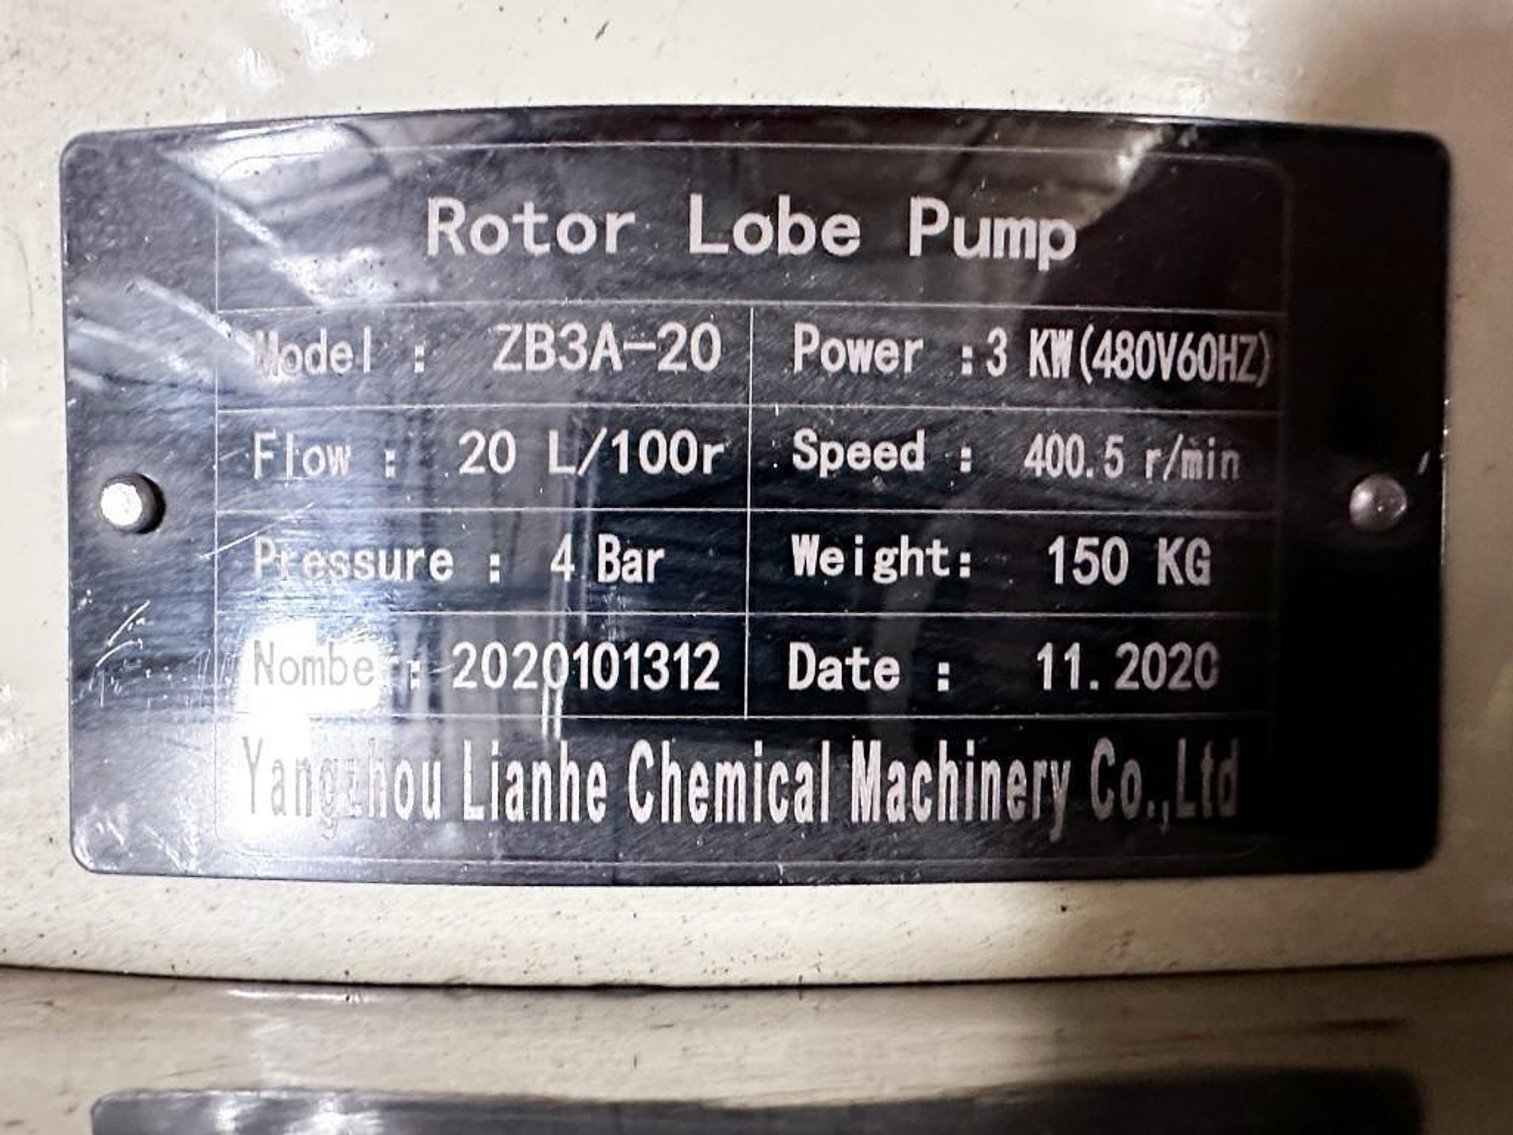 Rotor Lobe Pump
Model : ZB3A-20 Power :3 KW(480V60HZ)
Flow : 20 L/100r Speed : 400.5 r/min
Pressure : 4 Bar Weight: 150 KG
Nombe : 2020101312 Date : 11.2020
Yangzhou Lianhe Chemical Machinery Co.,Ltd